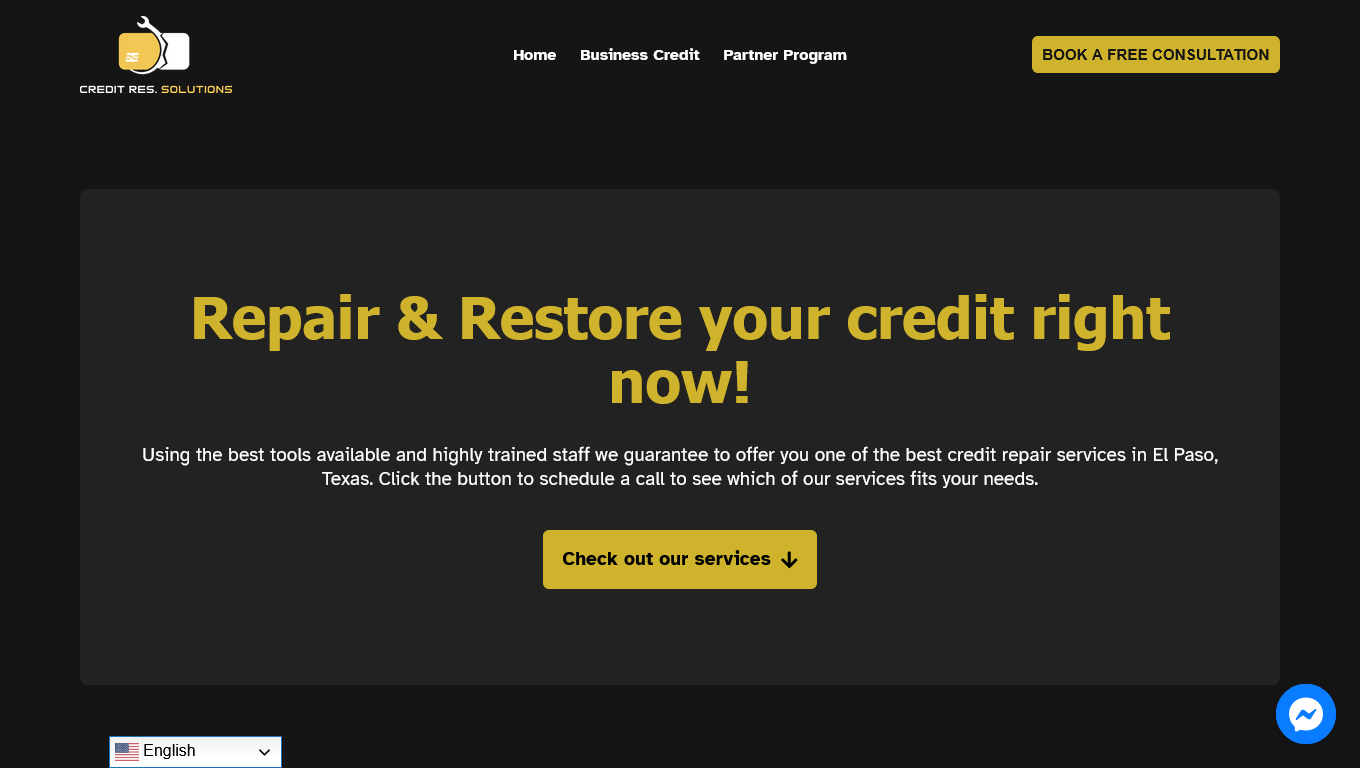 CREDIT RES. SOLUTIONS
Home
Business Credit
Partner Program
BOOK A FREE CONSULTATION
Repair & Restore your credit right
now!
Using the best tools available and highly trained staff we guarantee to offer you one of the best credit repair services in El Paso,
Texas. Click the button to schedule a call to see which of our services fits your needs.
Check out our services
English